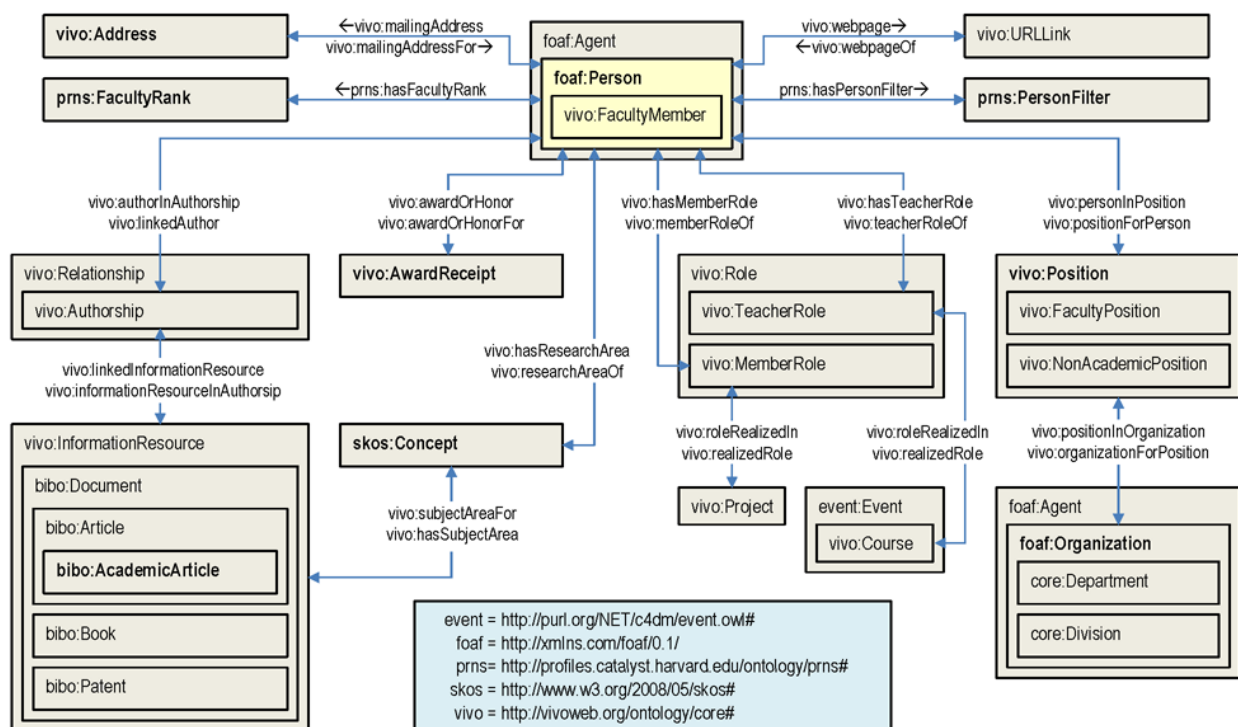 vivo:Address
←vivo:mailingAddress
vivo:mailingAddressFor→
foaf:Agent
foaf:Person
vivo:FacultyMember
vivo:webpage→
←vivo:webpageOf
vivo:URLLink
prns:FacultyRank
←prns:hasFacultyRank
prns:hasPersonFilter→
prns:PersonFilter
vivo:authorInAuthorship
vivo:linkedAuthor
vivo:awardOrHonor
vivo:awardOrHonorFor
vivo:hasMemberRole
vivo:memberRoleOf
vivo:hasTeacherRole
vivo:teacherRoleOf
vivo:personInPosition
vivo:positionForPerson
vivo:Relationship
vivo:Authorship
vivo:AwardReceipt
vivo:Role
vivo:TeacherRole
vivo:MemberRole
vivo:Position
vivo:FacultyPosition
vivo:NonAcademicPosition
vivo:linkedInformationResource
vivo:informationResourceInAuthorsip
vivo:hasResearchArea
vivo:researchAreaOf
vivo:InformationResource
bibo:Document
bibo:Article
bibo:AcademicArticle
bibo:Book
bibo:Patent
skos:Concept
vivo:subjectAreaFor
vivo:hasSubjectArea
vivo:roleRealizedIn
vivo:realizedRole
vivo:roleRealizedIn
vivo:realizedRole
vivo:positionInOrganization
vivo:organizationForPosition
vivo:Project
event:Event
vivo:Course
foaf:Agent
foaf:Organization
core:Department
core:Division
event = http://purl.org/NET/c4dm/event.owl#
foaf = http://xmlns.com/foaf/0.1/
prns= http://profiles.catalyst.harvard.edu/ontology/prns#
skos = http://www.w3.org/2008/05/skos#
vivo = http://vivoweb.org/ontology/core#